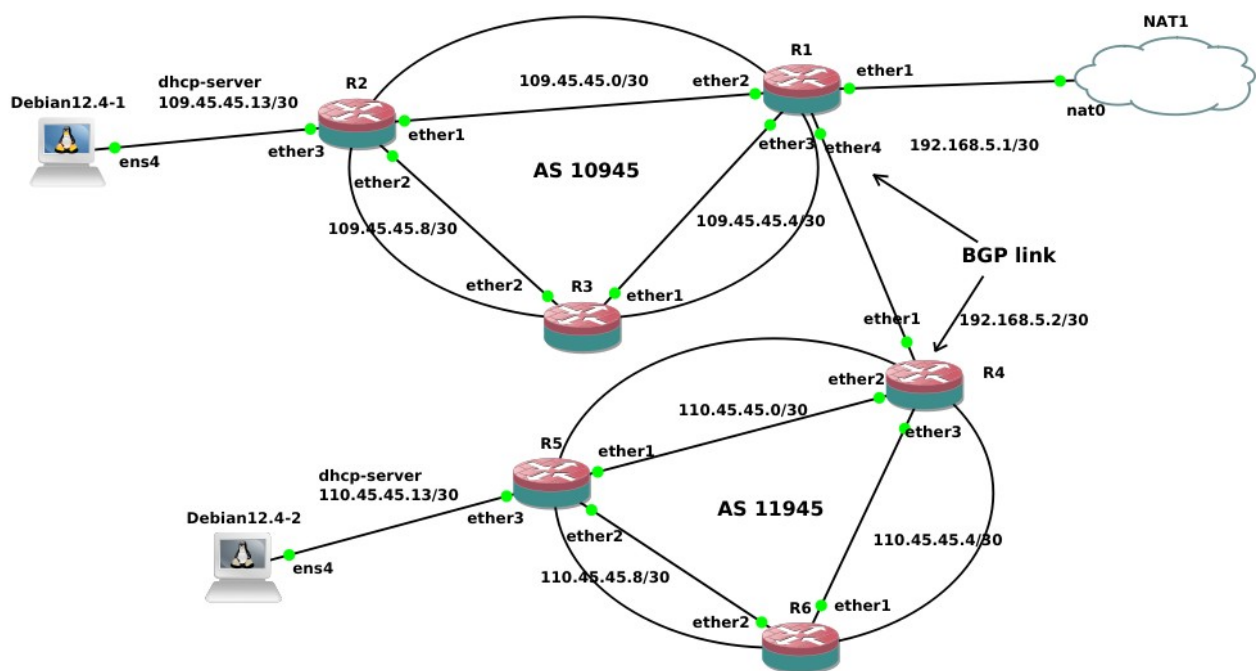 NAT1
R1
ether1
nat0
dhcp-server
109.45.45.13/30
R2
109.45.45.0/30
ether2
Debian12.4-1
ens4
ether3
ether1
ether3
ether4
192.168.5.1/30
AS 10945
ether2
109.45.45.8/30
109.45.45.4/30
BGP link
ether2
R3
ether1
ether1
192.168.5.2/30
R4
ether2
110.45.45.0/30
ether3
R5
ether1
dhcp-server
110.45.45.13/30
AS 11945
Debian12.4-2
ether3
ether2
110.45.45.4/30
ens4
110.45.45.8/30
R6
ether1
ether2